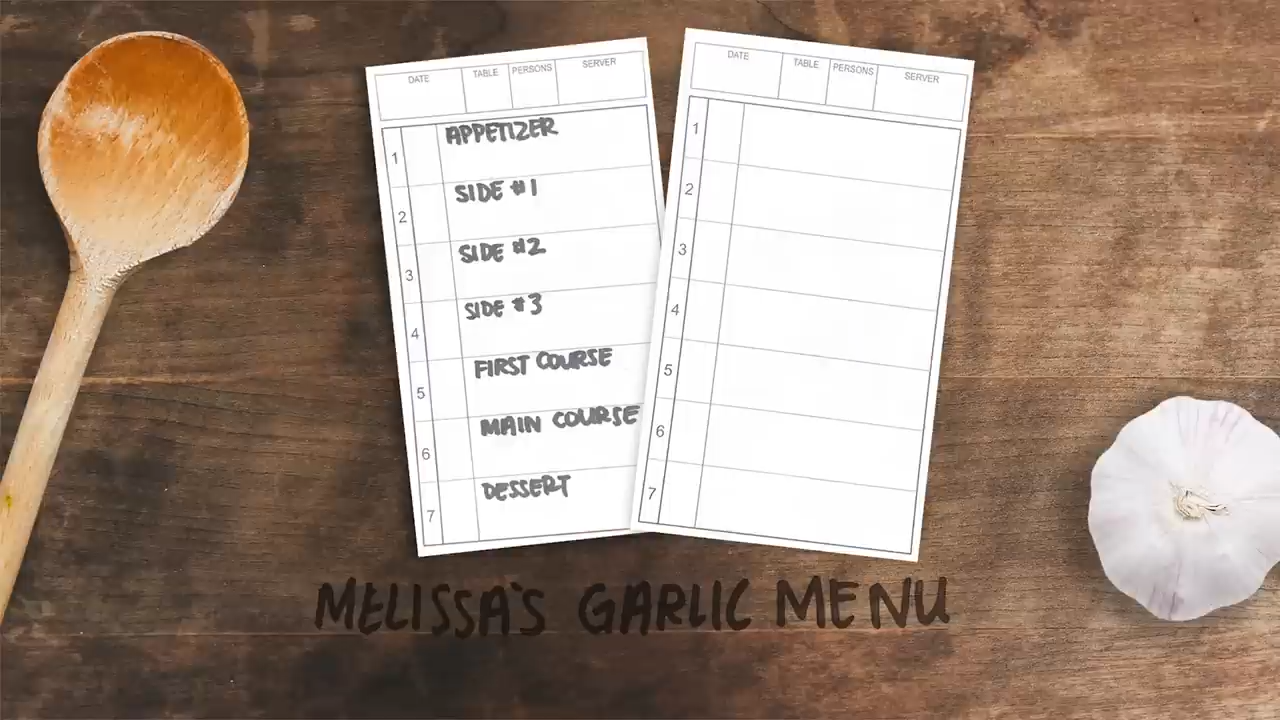 DATE TABLE PERSONS SERVER
1 APPETIZER
2 SIDE #1
3 SIDE #2
4 SIDE #3
5 FIRST COURSE
6 MAIN COURSE
7 DESSERT
DATE TABLE PERSONS SERVER
1
2
3
4
5
6
7
MELISSA'S GARLIC MENU